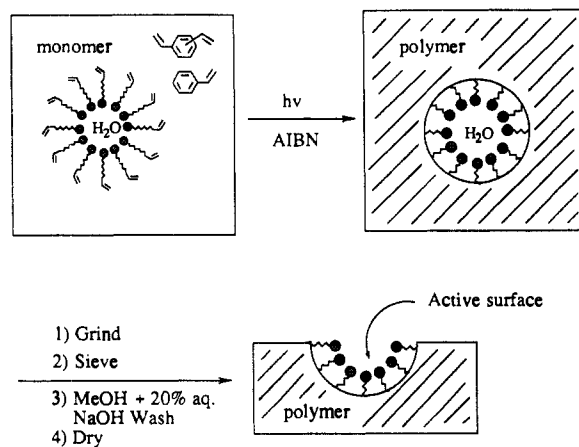 monomer
H₂O
hν
AIBN
polymer
H₂O
1) Grind
2) Sieve
3) MeOH + 20% aq.
NaOH Wash
4) Dry
Active surface
polymer